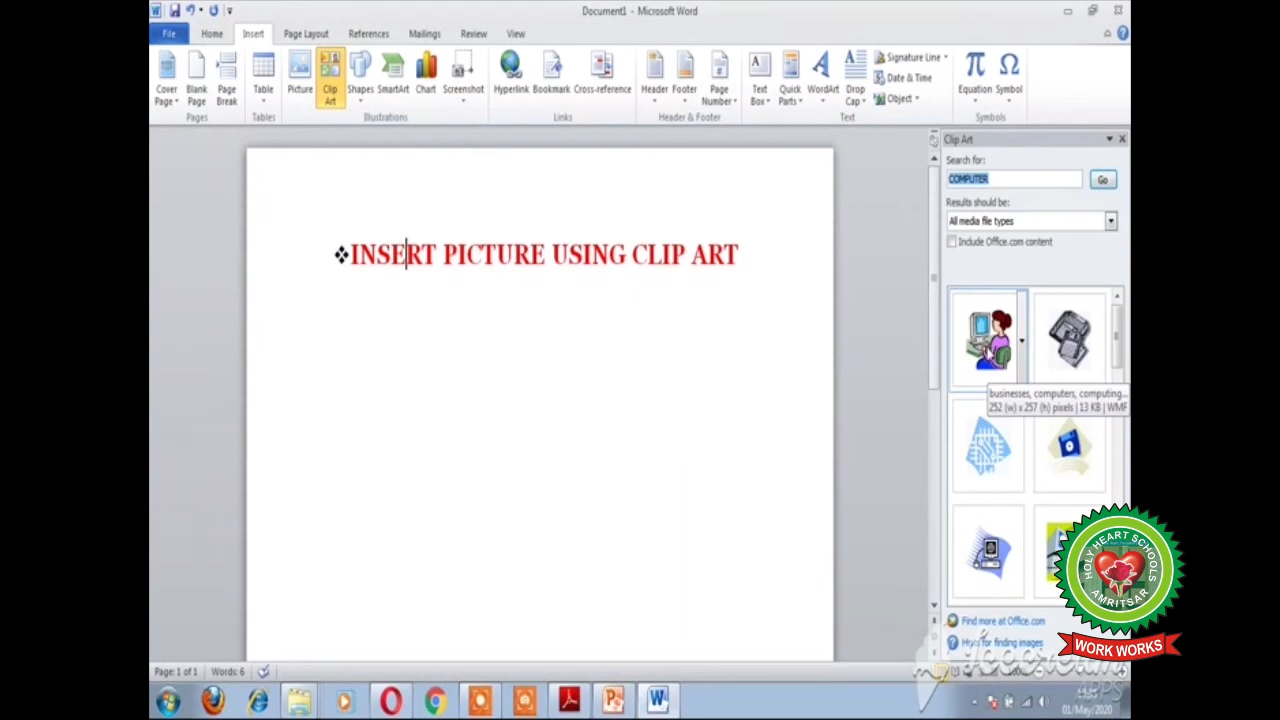 Document1 - Microsoft Word
File Home Insert Page Layout References Mailings Review View
Cover Page Blank Page Page Break Table Picture Clip Art Shapes SmartArt Chart Screenshot Hyperlink Bookmark Cross-reference Header Footer Page Number Text Box Quick Parts WordArt Drop Cap Signature Line Date & Time Object Equation Symbol
Pages Tables Illustrations Links Header & Footer Text Symbols
Clip Art
Search for:
COMPUTER Go
Results should be:
All media file types
Include Office.com content
❖INSERT PICTURE USING CLIP ART
businesses, computers, computing...
252 (w) x 257 (h) pixels | 13 KB | WMF
Find more at Office.com
for finding images
HOLY HEART SCHOOLS
AMRITSAR
WORK WORKS
Page: 1 of 1 Words: 6
APPS
01/May/2020